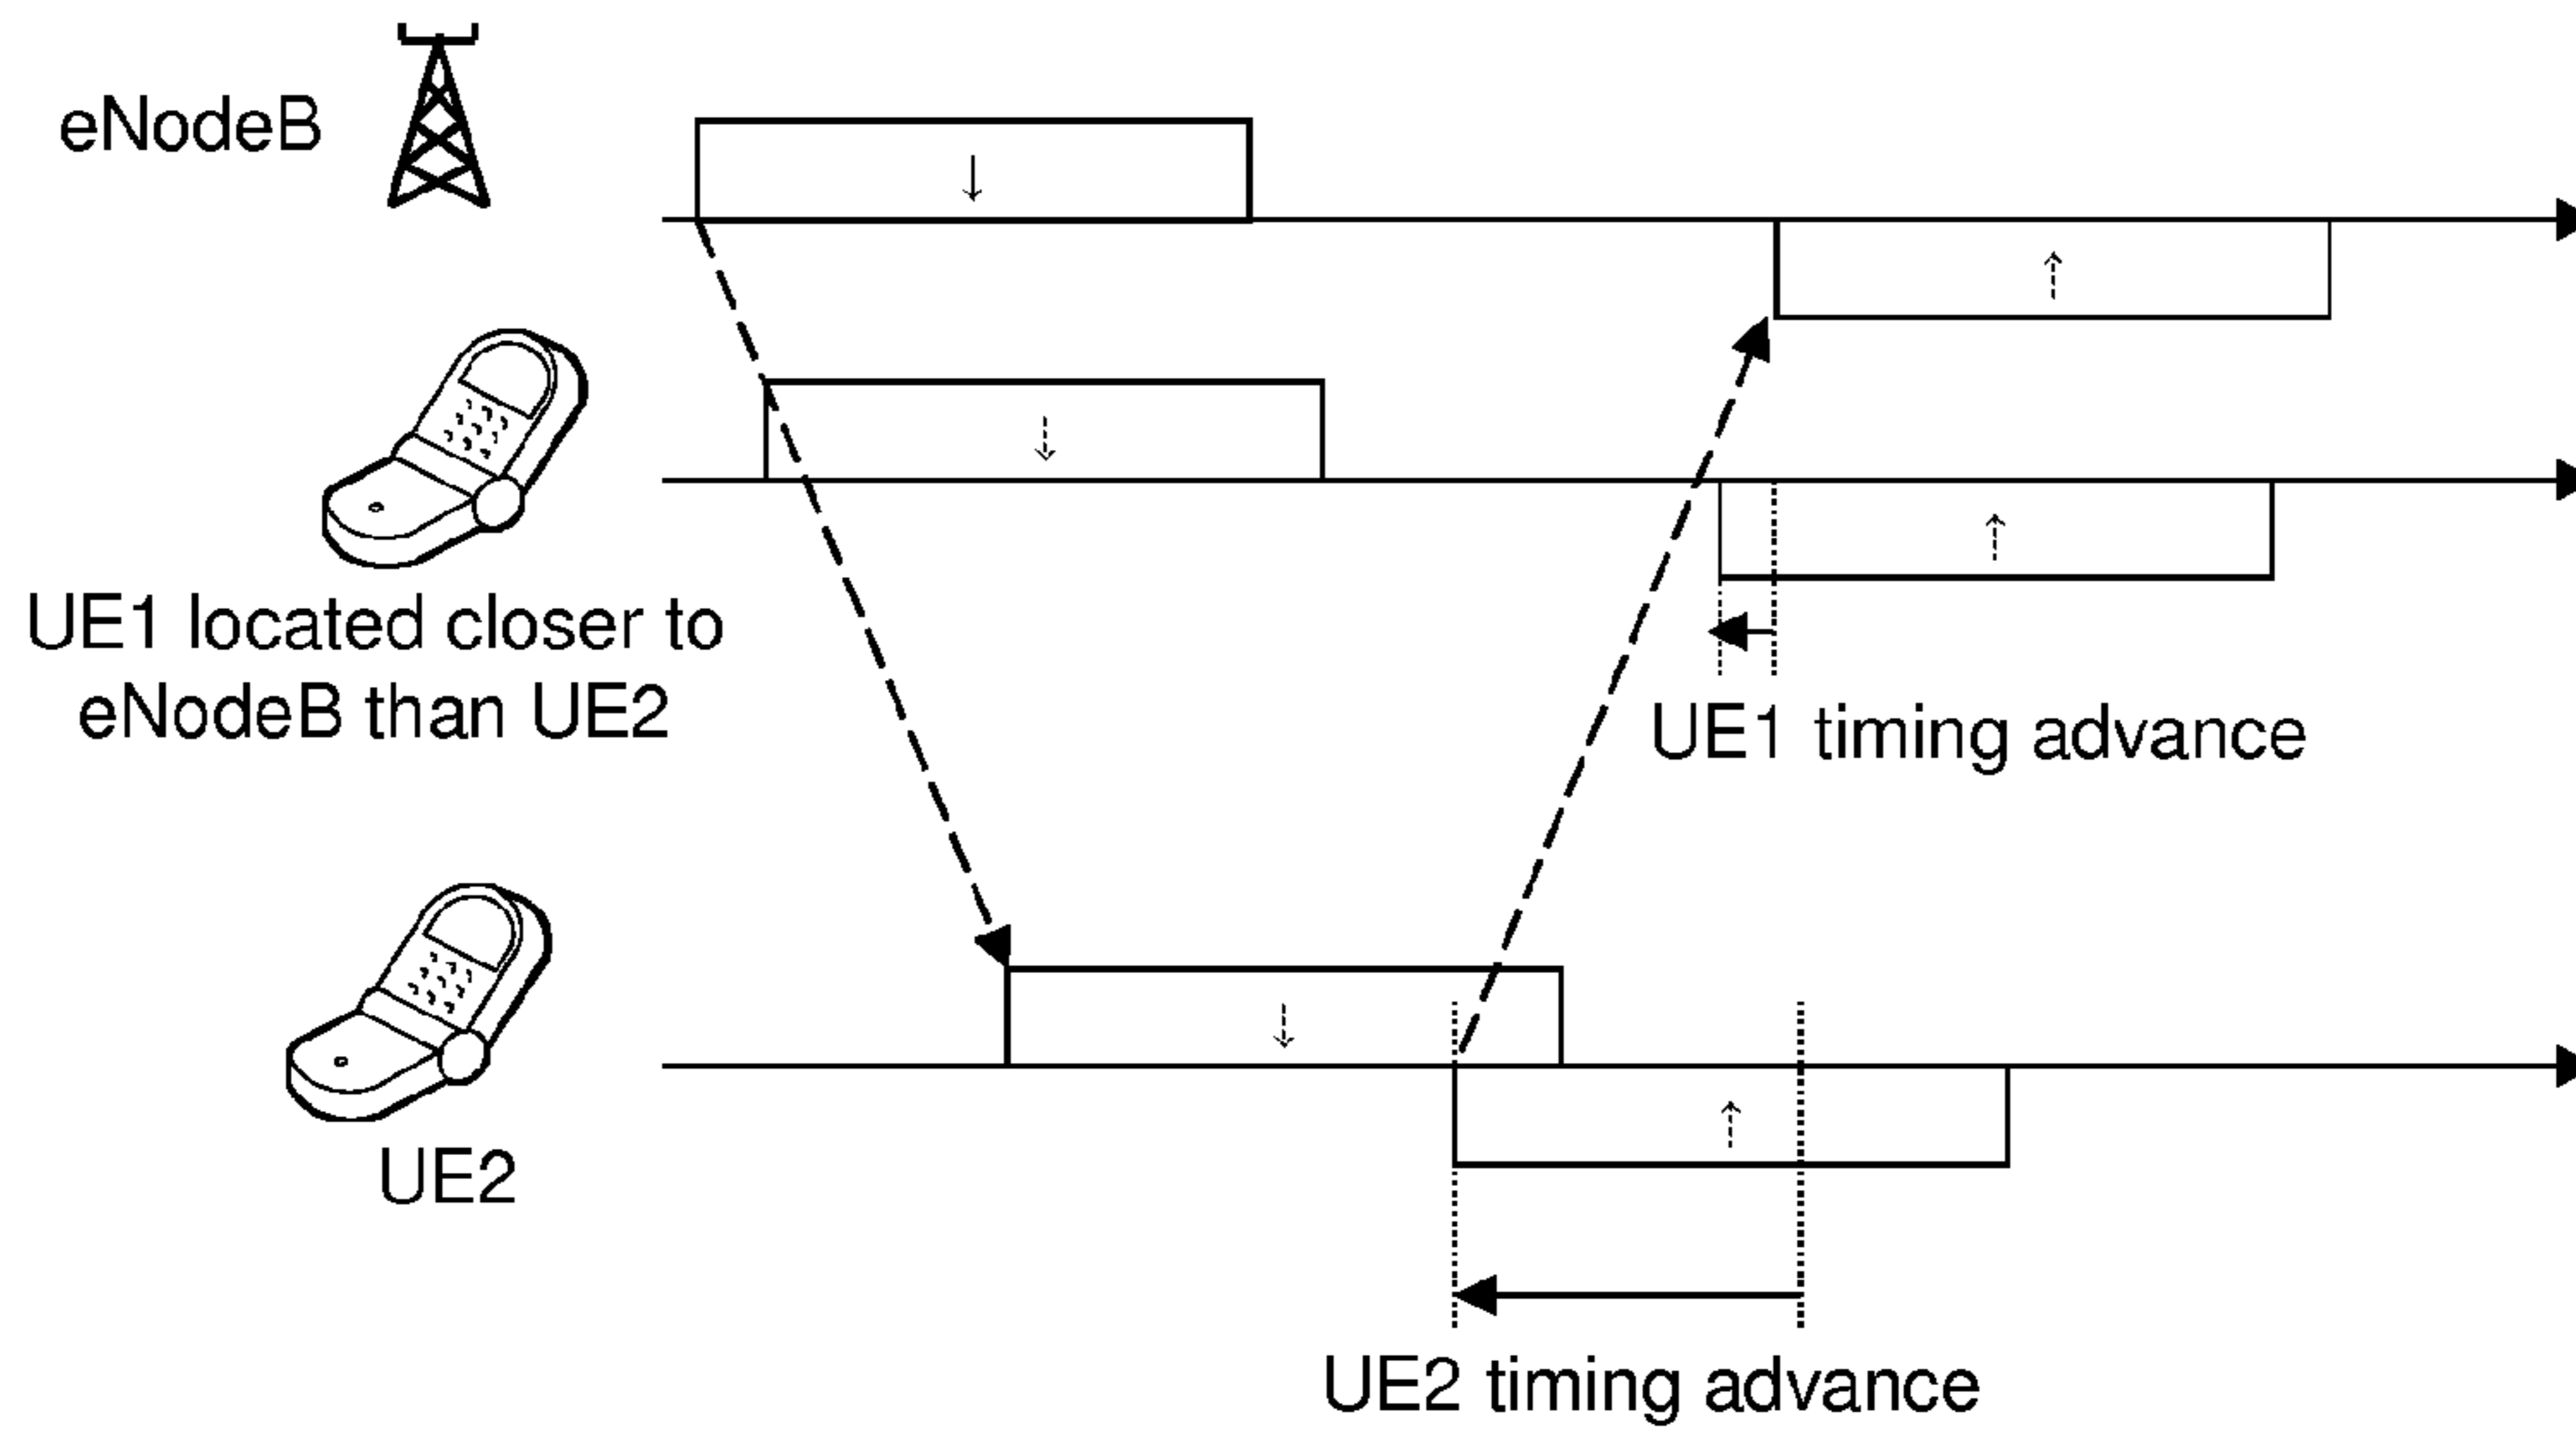 eNodeB
UE1 located closer to
eNodeB than UE2
UE1 timing advance
UE2
UE2 timing advance